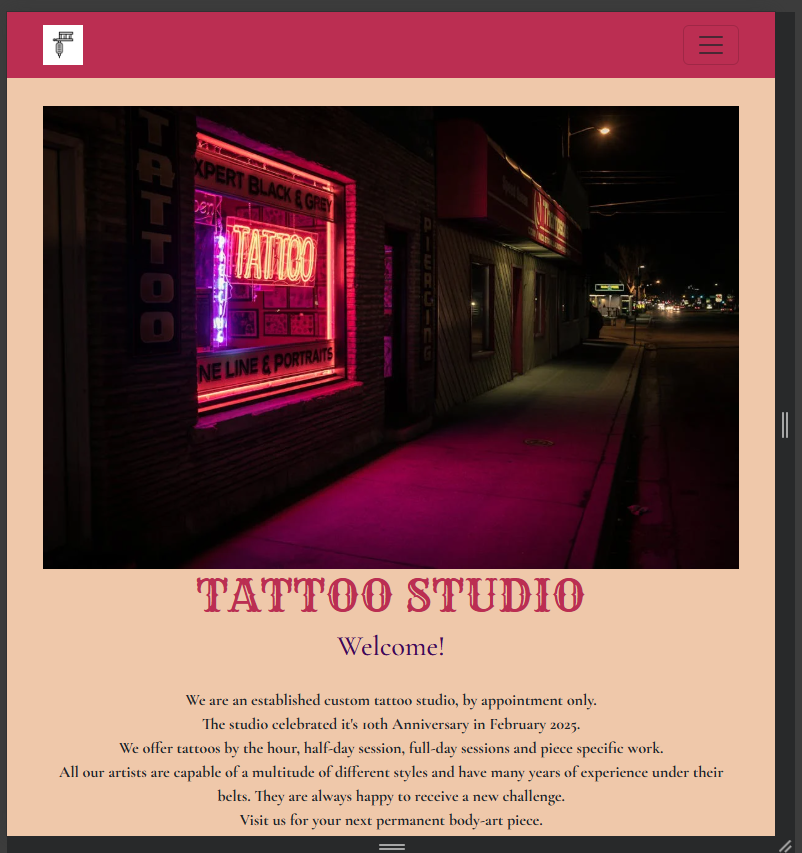 TATTOO
XPERT BLACK & GREY
TATTOO
PIERCING
NE LINE & PORTRAITS
PIERCING
TATTOO STUDIO
Welcome!
We are an established custom tattoo studio, by appointment only.
The studio celebrated it's 10th Anniversary in February 2025.
We offer tattoos by the hour, half-day session, full-day sessions and piece specific work.
All our artists are capable of a multitude of different styles and have many years of experience under their
belts. They are always happy to receive a new challenge.
Visit us for your next permanent body-art piece.